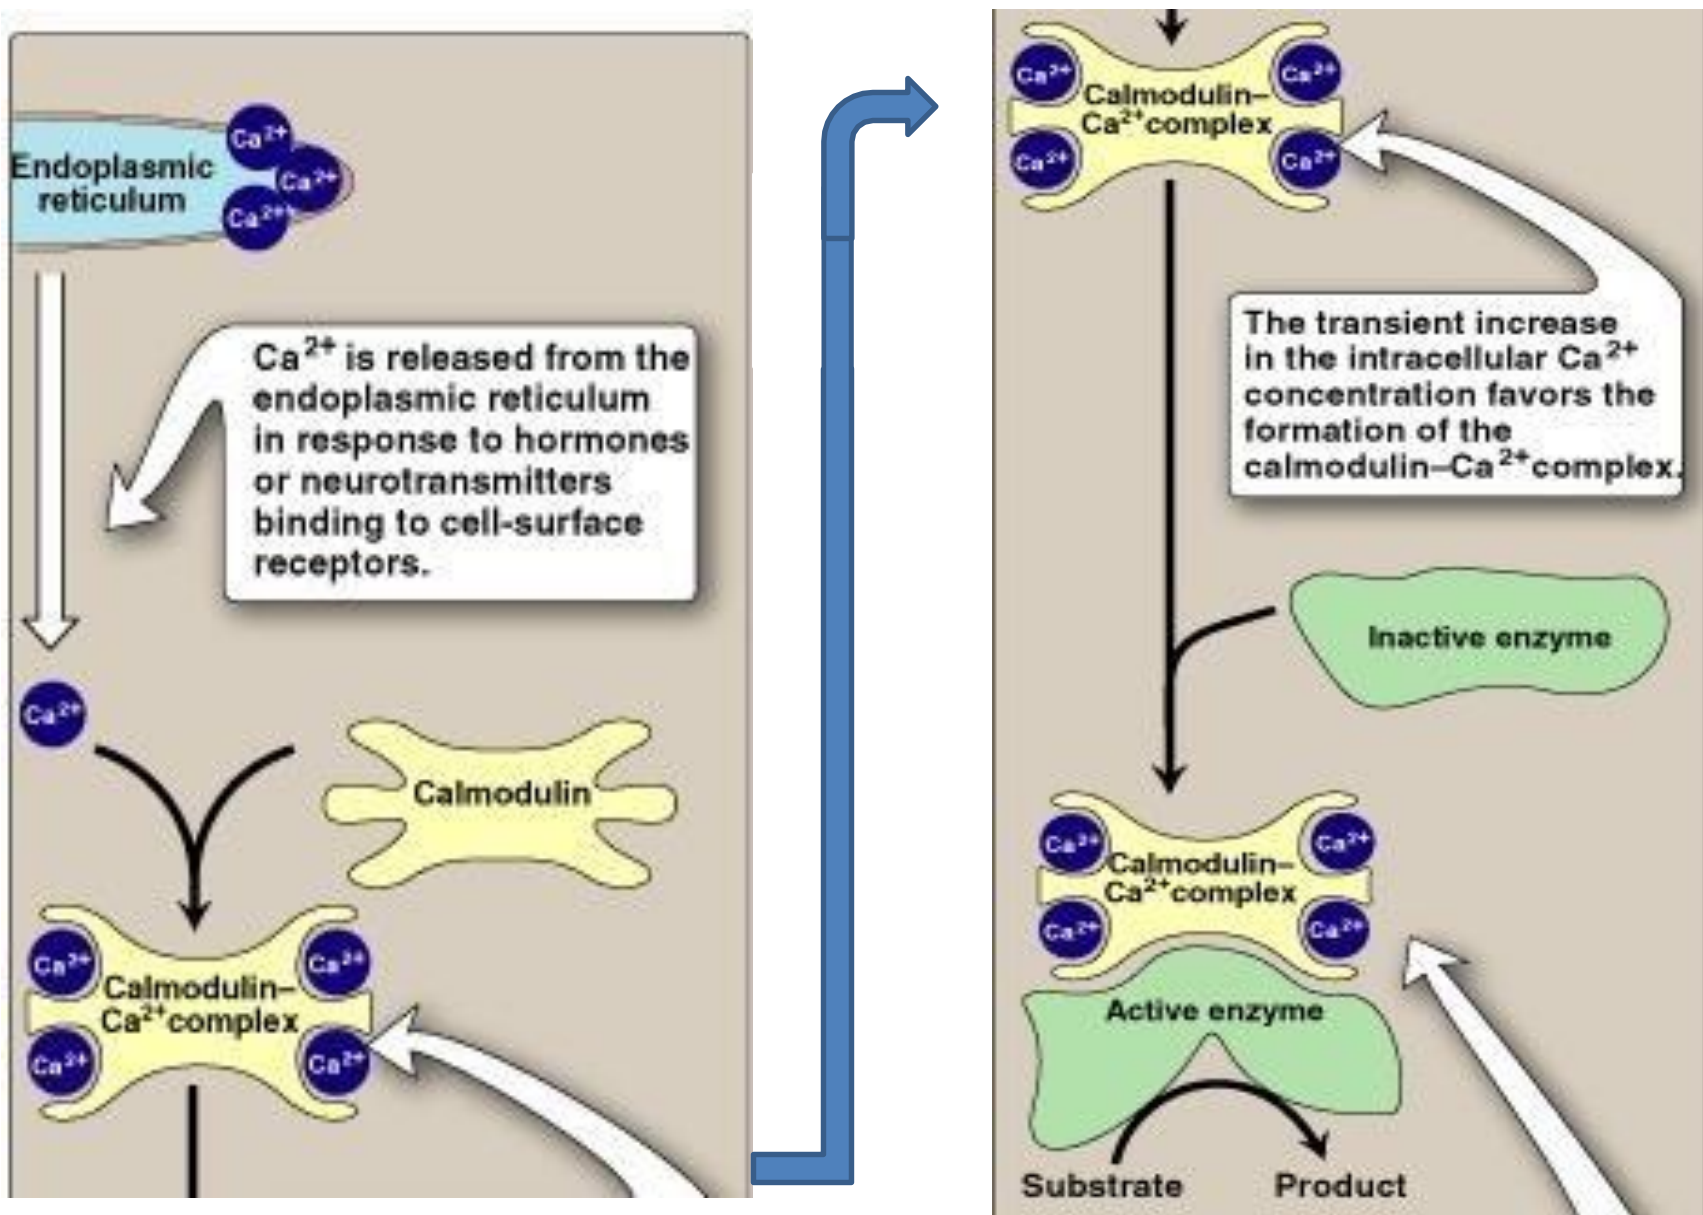 Ca²⁺
Endoplasmic
reticulum
Ca²⁺
Ca²⁺
Ca²⁺ is released from the
endoplasmic reticulum
in response to hormones
or neurotransmitters
binding to cell-surface
receptors.
Ca²⁺
Calmodulin
Ca²⁺ Ca²⁺
Calmodulin–
Ca²⁺complex
Ca²⁺ Ca²⁺
Ca²⁺ Ca²⁺
Calmodulin–
Ca²⁺complex
Ca²⁺ Ca²⁺
The transient increase
in the intracellular Ca²⁺
concentration favors the
formation of the
calmodulin–Ca²⁺complex.
Inactive enzyme
Ca²⁺ Ca²⁺
Calmodulin–
Ca²⁺complex
Ca²⁺ Ca²⁺
Active enzyme
Substrate Product